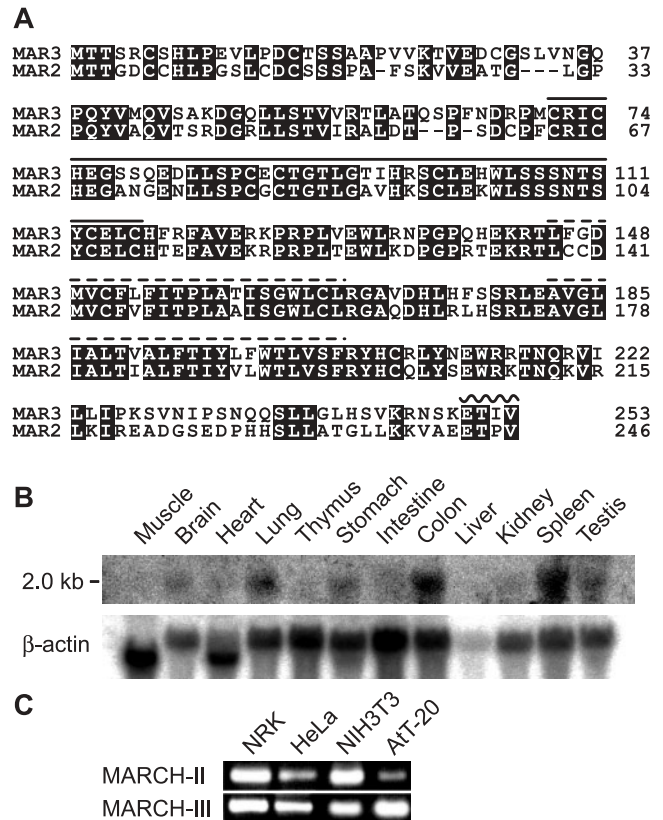 A
MAR3 MTTSRCSHLPEVLPDCTSSAAPVVKTVEDCGSLVNGQ 37
MAR2 MTTGDCCHLPGSLCDCSSSPA-FSKVVEATG---LGP 33
MAR3 PQYVMQVSAKDGQLLSTVVRTLATQSPFNDRPMCRIC 74
MAR2 PQYVAQVTSRDGRLLSTVIRALDT--P-SDCPFCRIC 67
MAR3 HEGSSQEDLLSPCECTGTLGTIHRSCLEHWLSSSNTS 111
MAR2 HEGANGENLLSPCGCTGTLGAVHKSCLEKWLSSSNTS 104
MAR3 YCELCHFRFAVERKPRPLVEWLRNPGPQHEKRTLFGD 148
MAR2 YCELCHTEFAVEKRPRPLTEWLKDPGPRTEKRTLCCD 141
MAR3 MVCFLFITPLATISGWLCLRGAVDHLHFSSRLEAVGL 185
MAR2 MVCFVFITPLAAISGWLCLRGAQDHLRLHSRLEAVGL 178
MAR3 IALTVALFTIYLFWTLVSFRYHCRLYNEWRRTNQRVI 222
MAR2 IALTIALFTIYVLWTLVSFRYHCQLYSEWRKTNQKVR 215
MAR3 LLIPKSVNIPSNQQSLLGLHSVKRNSKETIV 253
MAR2 LKIREADGSEDPHHSLLATGLLKKVAEETPV 246
B
Muscle Brain Heart Lung Thymus Stomach Intestine Colon Liver Kidney Spleen Testis
2.0 kb
β-actin
C
NRK HeLa NIH3T3 AtT-20
MARCH-II
MARCH-III